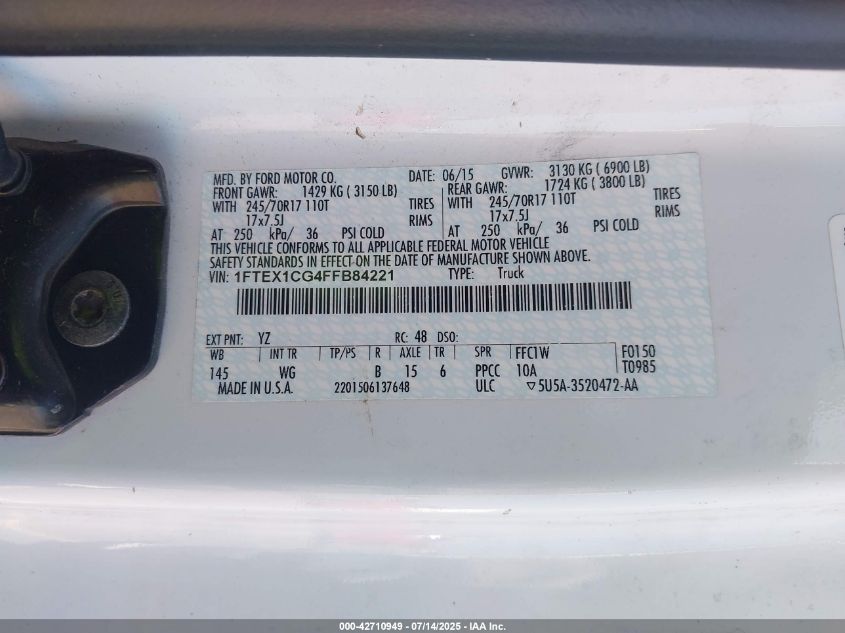 MFD. BY FORD MOTOR CO. DATE: 06/15 GVWR: 3130 KG ( 6900 LB)
FRONT GAWR: 1429 KG ( 3150 LB) REAR GAWR: 1724 KG ( 3800 LB)
WITH 245/70R17 110T TIRES WITH 245/70R17 110T TIRES
17x7.5J RIMS 17x7.5J RIMS
AT 250 kPa/ 36 PSI COLD AT 250 kPa/ 36 PSI COLD
THIS VEHICLE CONFORMS TO ALL APPLICABLE FEDERAL MOTOR VEHICLE
SAFETY STANDARDS IN EFFECT ON THE DATE OF MANUFACTURE SHOWN ABOVE.
VIN: 1FTEX1CG4FFB84221 TYPE: Truck
EXT PNT: YZ RC: 48 DSO:
WB INT TR TP/PS R AXLE TR SPR FFC1W F0150
145 WG B 15 6 PPCC 10A T0985
MADE IN U.S.A. 2201506137648 ULC ▽5U5A-3520472-AA
000-42710949 - 07/14/2025 - IAA Inc.